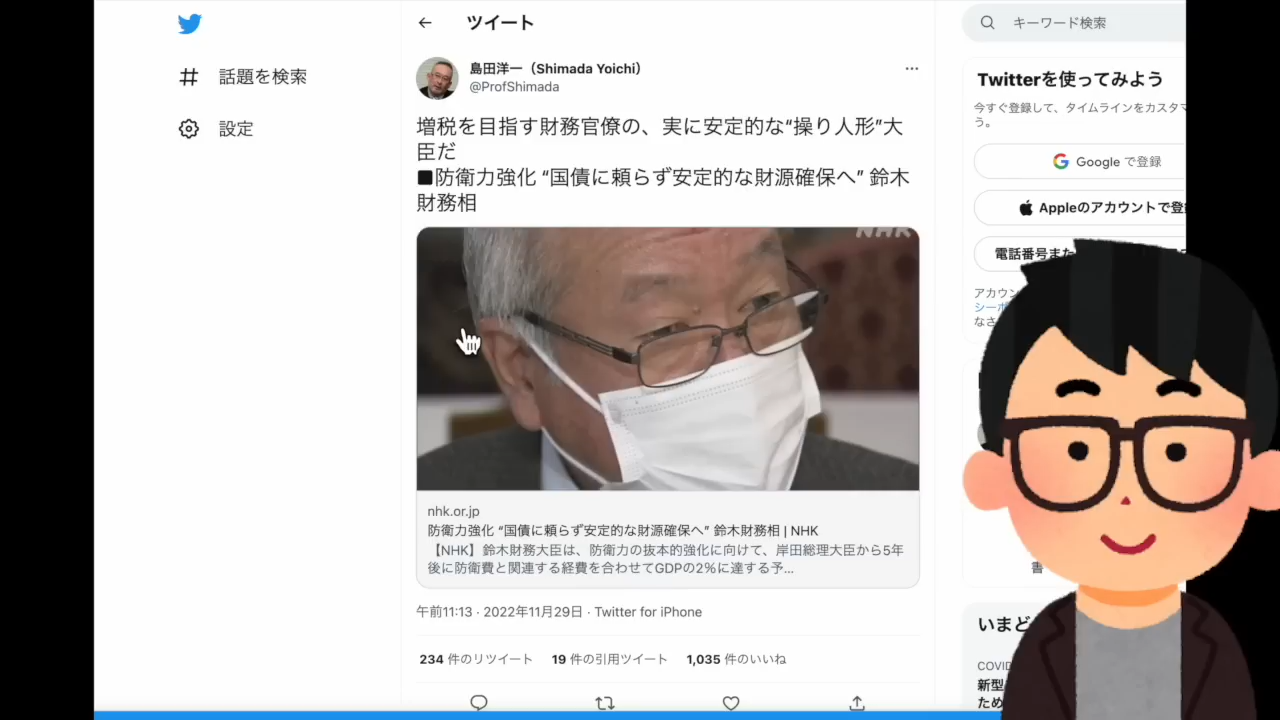 ツイート
キーワード検索
話題を検索
設定
島田洋一（Shimada Yoichi）
@ProfShimada
増税を目指す財務官僚の、実に安定的な“操り人形”大
臣だ
■防衛力強化 “国債に頼らず安定的な財源確保へ” 鈴木
財務相
NHK
nhk.or.jp
防衛力強化 “国債に頼らず安定的な財源確保へ” 鈴木財務相 | NHK
【NHK】鈴木財務大臣は、防衛力の抜本的強化に向けて、岸田総理大臣から5年
後に防衛費と関連する経費を合わせてGDPの2％に達する予...
午前11:13 · 2022年11月29日 · Twitter for iPhone
234 件のリツイート 19 件の引用ツイート 1,035 件のいいね
Twitterを使ってみよう
今すぐ登録して、タイムラインをカスタマ
う。
Google で登録
Appleのアカウントで登
電話番号また
アカウン
シーポ
なさ
書
いまど
COVID
新型
ため